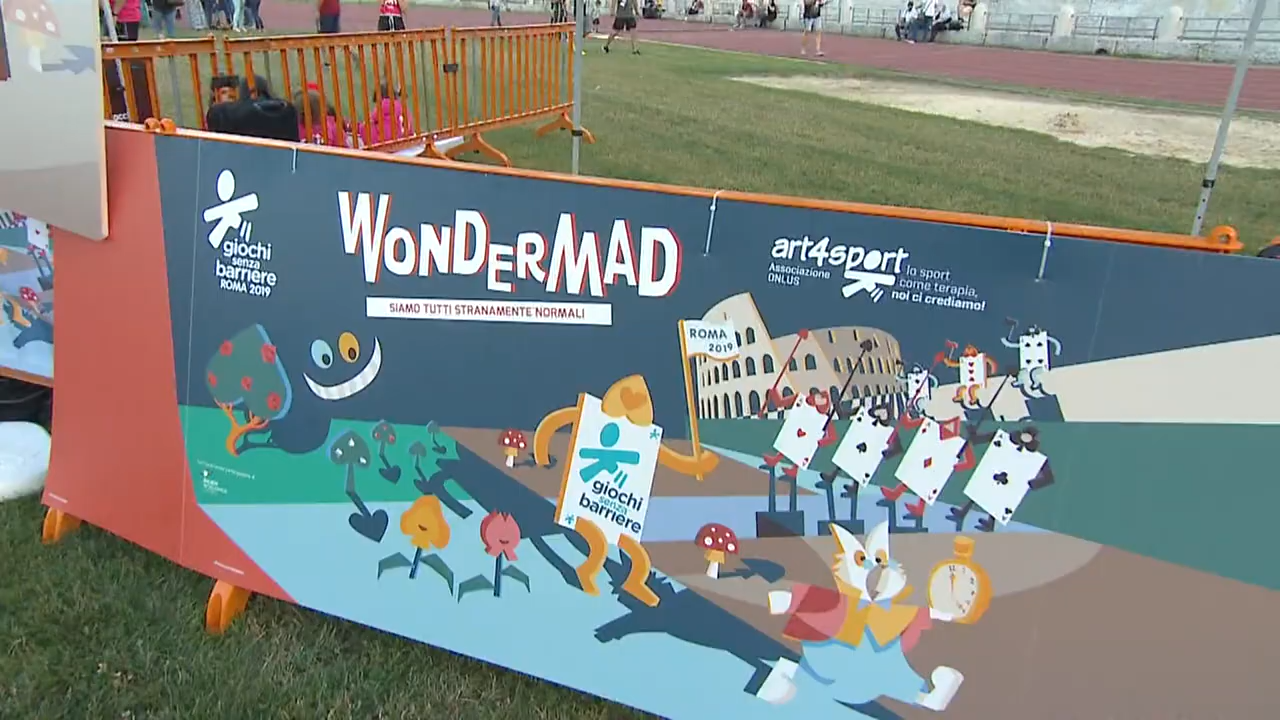 giochi
senza
barriere
ROMA 2019
WONDERMAD
SIAMO TUTTI STRANAMENTE NORMALI
art4sport
Associazione
ONLUS
lo sport
come terapia,
noi ci crediamo!
ROMA
2019
giochi
senza
barriere